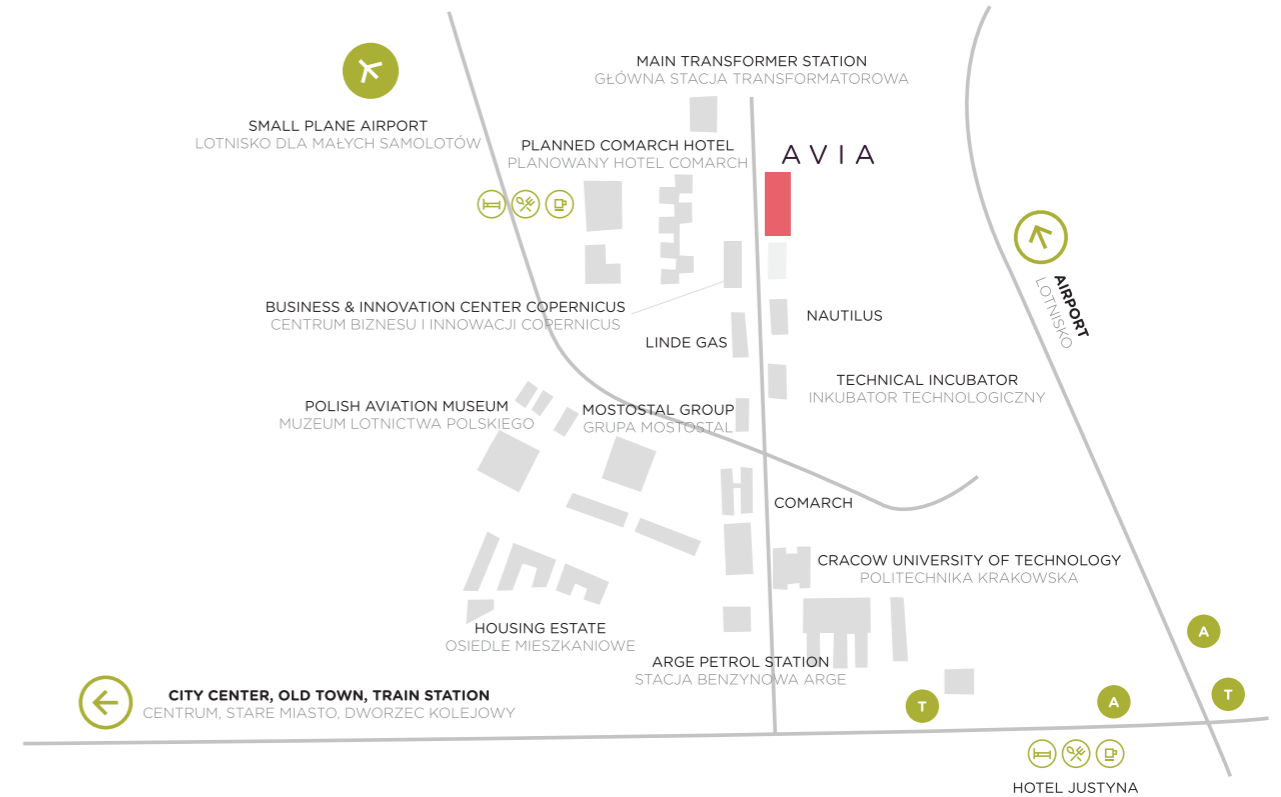 MAIN TRANSFORMER STATION
GŁÓWNA STACJA TRANSFORMATOROWA
SMALL PLANE AIRPORT
LOTNISKO DLA MAŁYCH SAMOLOTÓW
PLANNED COMARCH HOTEL
PLANOWANY HOTEL COMARCH
AVIA
AIRPORT
LOTNISKO
BUSINESS & INNOVATION CENTER COPERNICUS
CENTRUM BIZNESU I INNOWACJI COPERNICUS
NAUTILUS
LINDE GAS
TECHNICAL INCUBATOR
INKUBATOR TECHNOLOGICZNY
POLISH AVIATION MUSEUM
MUZEUM LOTNICTWA POLSKIEGO
MOSTOSTAL GROUP
GRUPA MOSTOSTAL
COMARCH
CRACOW UNIVERSITY OF TECHNOLOGY
POLITECHNIKA KRAKOWSKA
HOUSING ESTATE
OSIEDLE MIESZKANIOWE
A
ARGE PETROL STATION
STACJA BENZYNOWA ARGE
CITY CENTER, OLD TOWN, TRAIN STATION
CENTRUM, STARE MIASTO, DWORZEC KOLEJOWY
T
A
T
HOTEL JUSTYNA